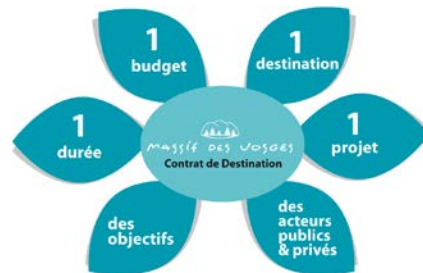 1
budget
1
destination
1
durée
massif des vosges
Contrat de Destination
1
projet
des
objectifs
des
acteurs
publics
& privés